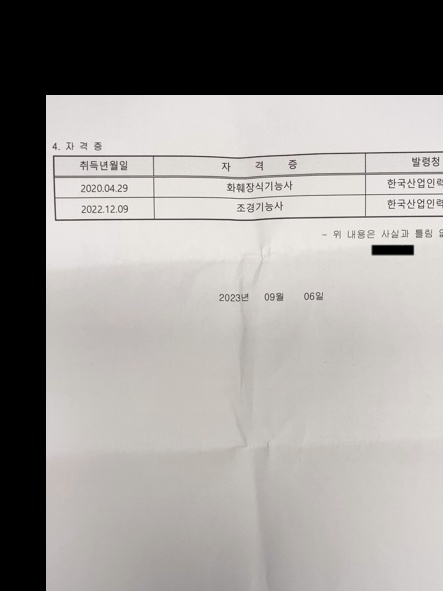 4. 자 격 증
취득년월일 자 격 증 발령청
2020.04.29 화훼장식기능사 한국산업인력
2022.12.09 조경기능사 한국산업인력
- 위 내용은 사실과 틀림 없
2023년 09월 06일